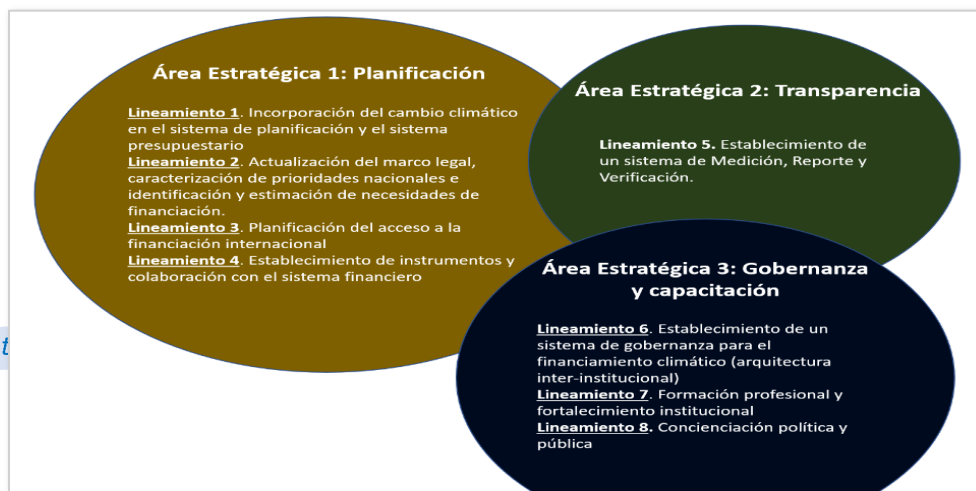 Área Estratégica 1: Planificación
Lineamiento 1. Incorporación del cambio climático
en el sistema de planificación y el sistema
presupuestario
Lineamiento 2. Actualización del marco legal,
caracterización de prioridades nacionales e
identificación y estimación de necesidades de
financiación.
Lineamiento 3. Planificación del acceso a la
financiación internacional
Lineamiento 4. Establecimiento de instrumentos y
colaboración con el sistema financiero
Área Estratégica 2: Transparencia
Lineamiento 5. Establecimiento de
un sistema de Medición, Reporte y
Verificación.
Área Estratégica 3: Gobernanza
y capacitación
Lineamiento 6. Establecimiento de un
sistema de gobernanza para el
financiamiento climático (arquitectura
inter-institucional)
Lineamiento 7. Formación profesional y
fortalecimiento institucional
Lineamiento 8. Concienciación política y
pública
t